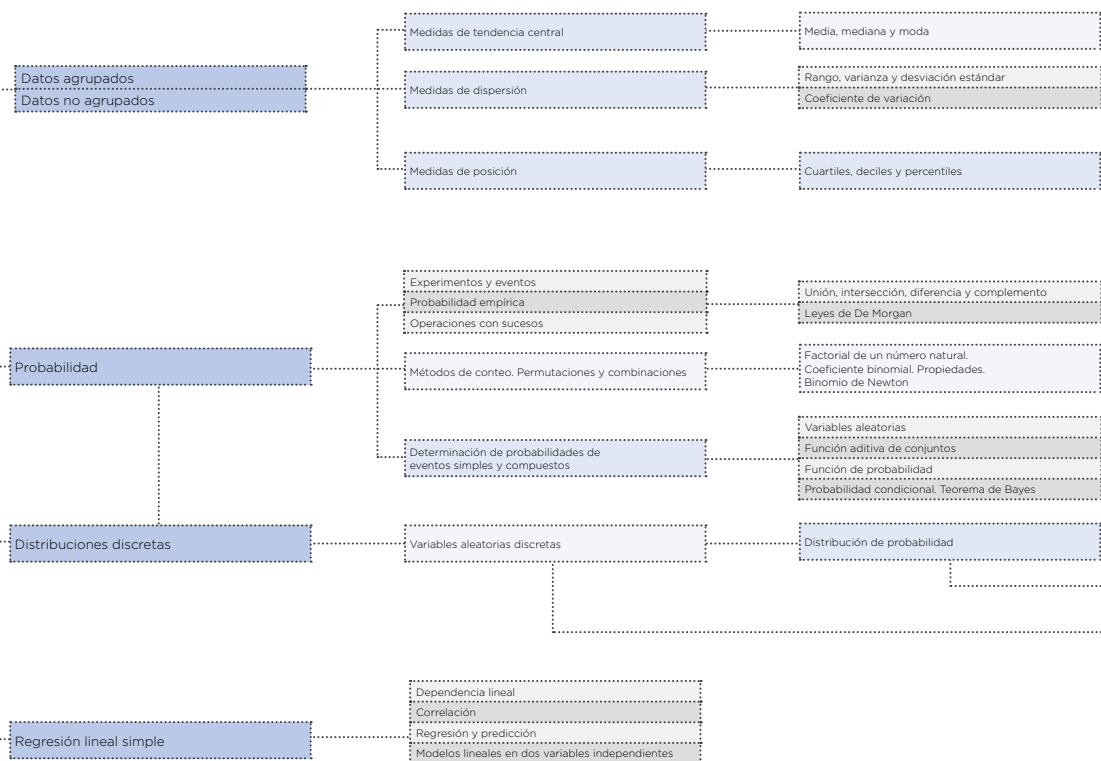 Datos agrupados
Datos no agrupados
Medidas de tendencia central
Media, mediana y moda
Medidas de dispersión
Rango, varianza y desviación estándar
Coeficiente de variación
Medidas de posición
Cuartiles, deciles y percentiles
Probabilidad
Experimentos y eventos
Probabilidad empírica
Operaciones con sucesos
Unión, intersección, diferencia y complemento
Leyes de De Morgan
Métodos de conteo. Permutaciones y combinaciones
Factorial de un número natural.
Coeficiente binomial. Propiedades.
Binomio de Newton
Determinación de probabilidades de
eventos simples y compuestos
Variables aleatorias
Función aditiva de conjuntos
Función de probabilidad
Probabilidad condicional. Teorema de Bayes
Distribuciones discretas
Variables aleatorias discretas
Distribución de probabilidad
Regresión lineal simple
Dependencia lineal
Correlación
Regresión y predicción
Modelos lineales en dos variables independientes